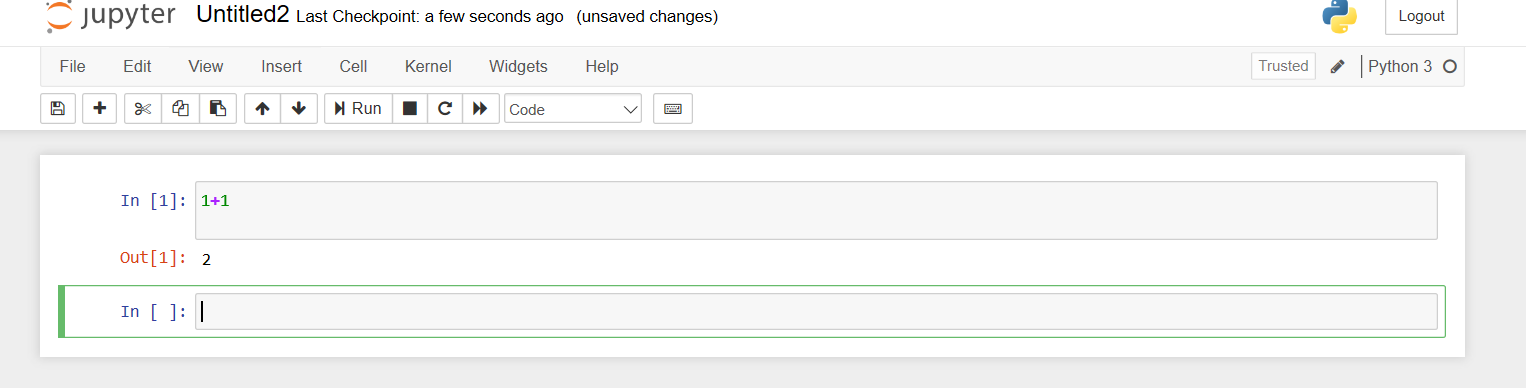 jupyter Untitled2 Last Checkpoint: a few seconds ago (unsaved changes) Logout
File Edit View Insert Cell Kernel Widgets Help Trusted Python 3
Run Code
In [1]: 1+1
Out[1]: 2
In [ ]: